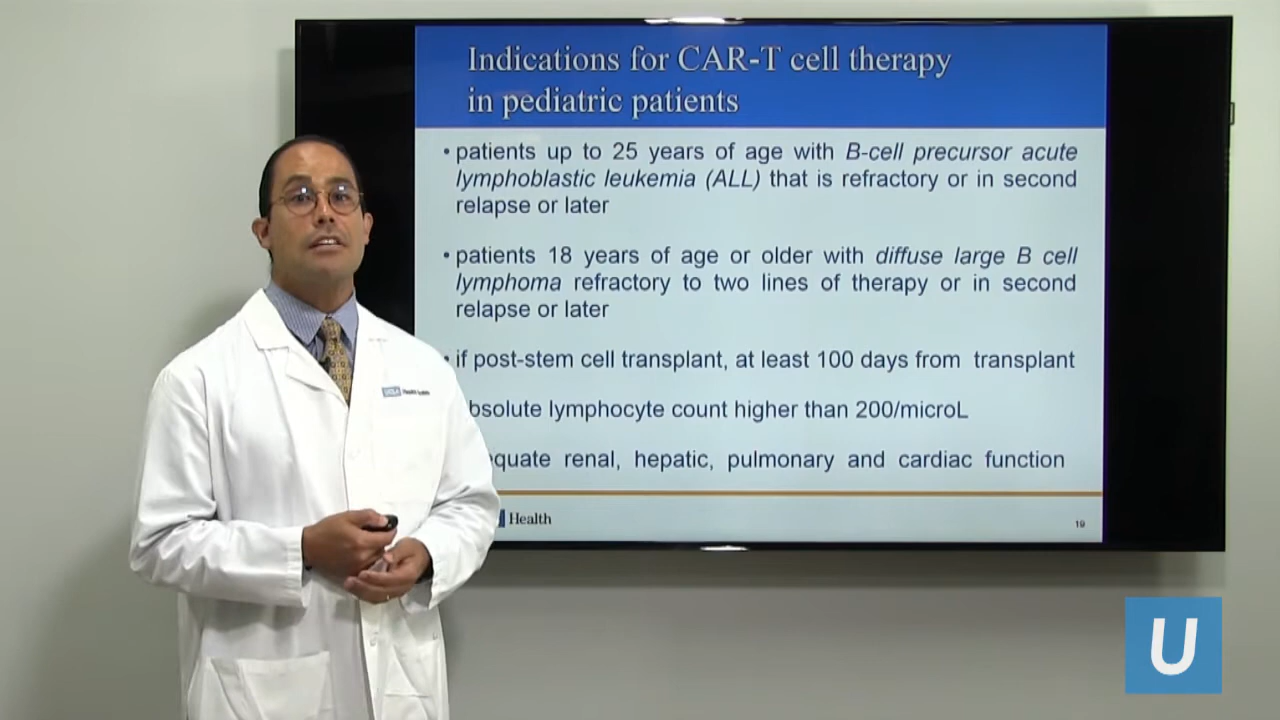 Indications for CAR-T cell therapy
in pediatric patients
• patients up to 25 years of age with B-cell precursor acute
lymphoblastic leukemia (ALL) that is refractory or in second
relapse or later
• patients 18 years of age or older with diffuse large B cell
lymphoma refractory to two lines of therapy or in second
relapse or later
• if post-stem cell transplant, at least 100 days from transplant
bsolute lymphocyte count higher than 200/microL
equate renal, hepatic, pulmonary and cardiac function
Health
19
U